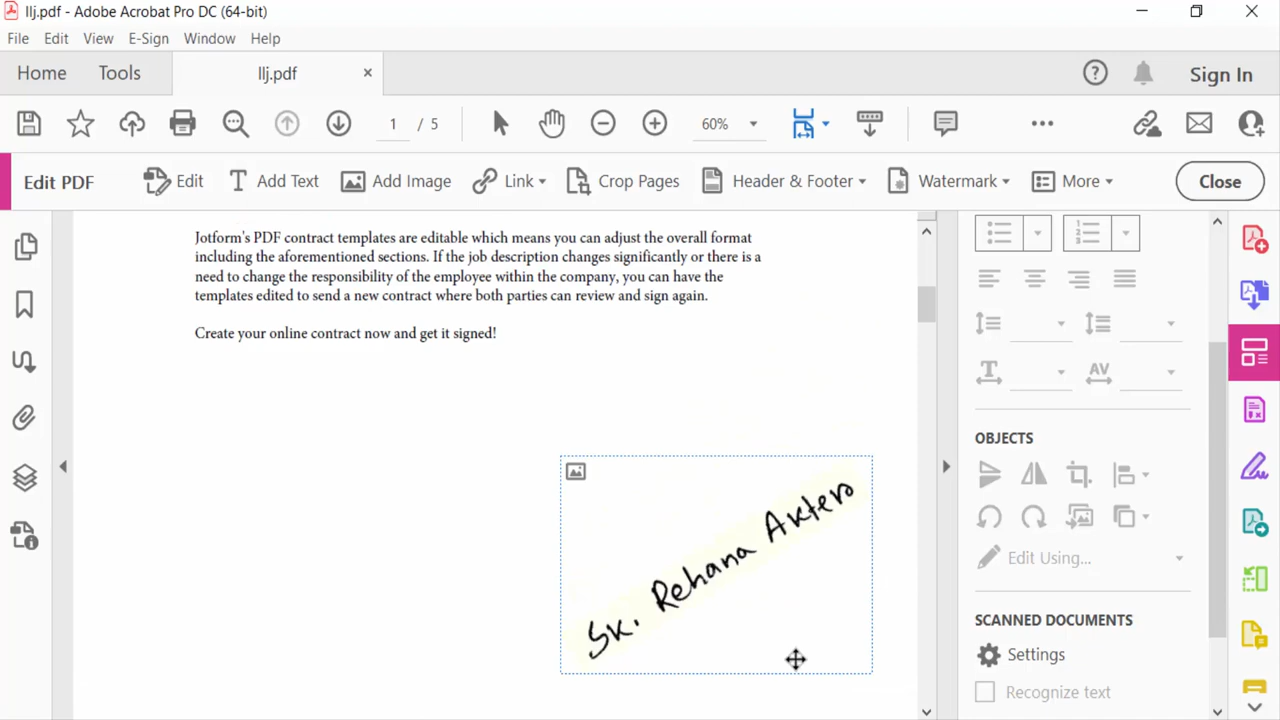 llj.pdf - Adobe Acrobat Pro DC (64-bit)
File Edit View E-Sign Window Help
Home Tools llj.pdf × ? Sign In
1 / 5 60%
Edit PDF Edit Add Text Add Image Link Crop Pages Header & Footer Watermark More Close
Jotform's PDF contract templates are editable which means you can adjust the overall format
including the aforementioned sections. If the job description changes significantly or there is a
need to change the responsibility of the employee within the company, you can have the
templates edited to send a new contract where both parties can review and sign again.
Create your online contract now and get it signed!
Sk. Rehana Akter
AV
OBJECTS
Edit Using...
SCANNED DOCUMENTS
Settings
Recognize text